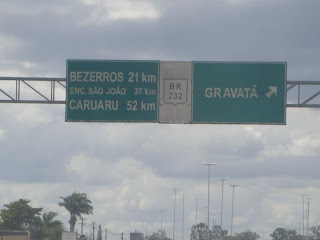 BEZERROS 21 km
ENC SÃO JOÃO 37 km
CARUARU 52 km
BR
232
GRAVATÁ